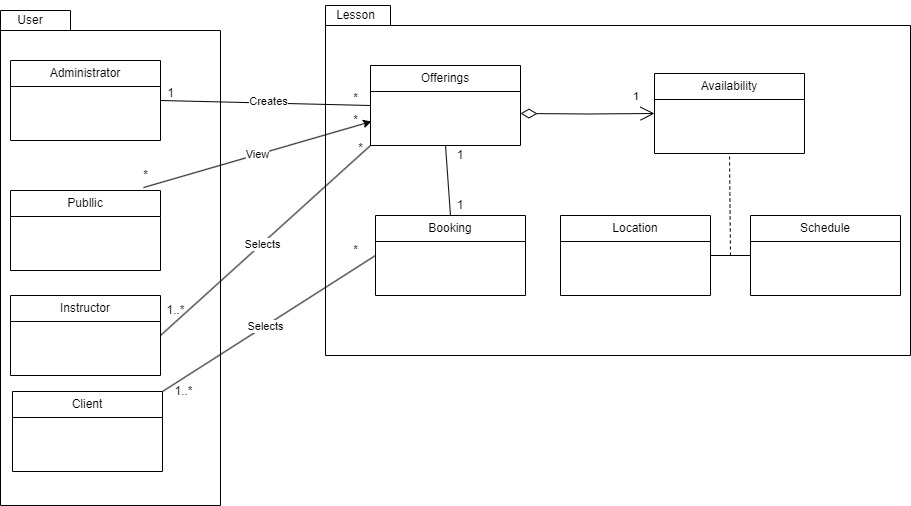 User
Lesson
Administrator
1
Creates
*
Offerings
1
Availability
*
View
*
Publlic
*
1
1
Booking
Location
Schedule
Selects
*
Instructor
1..*
Selects
1..*
Client